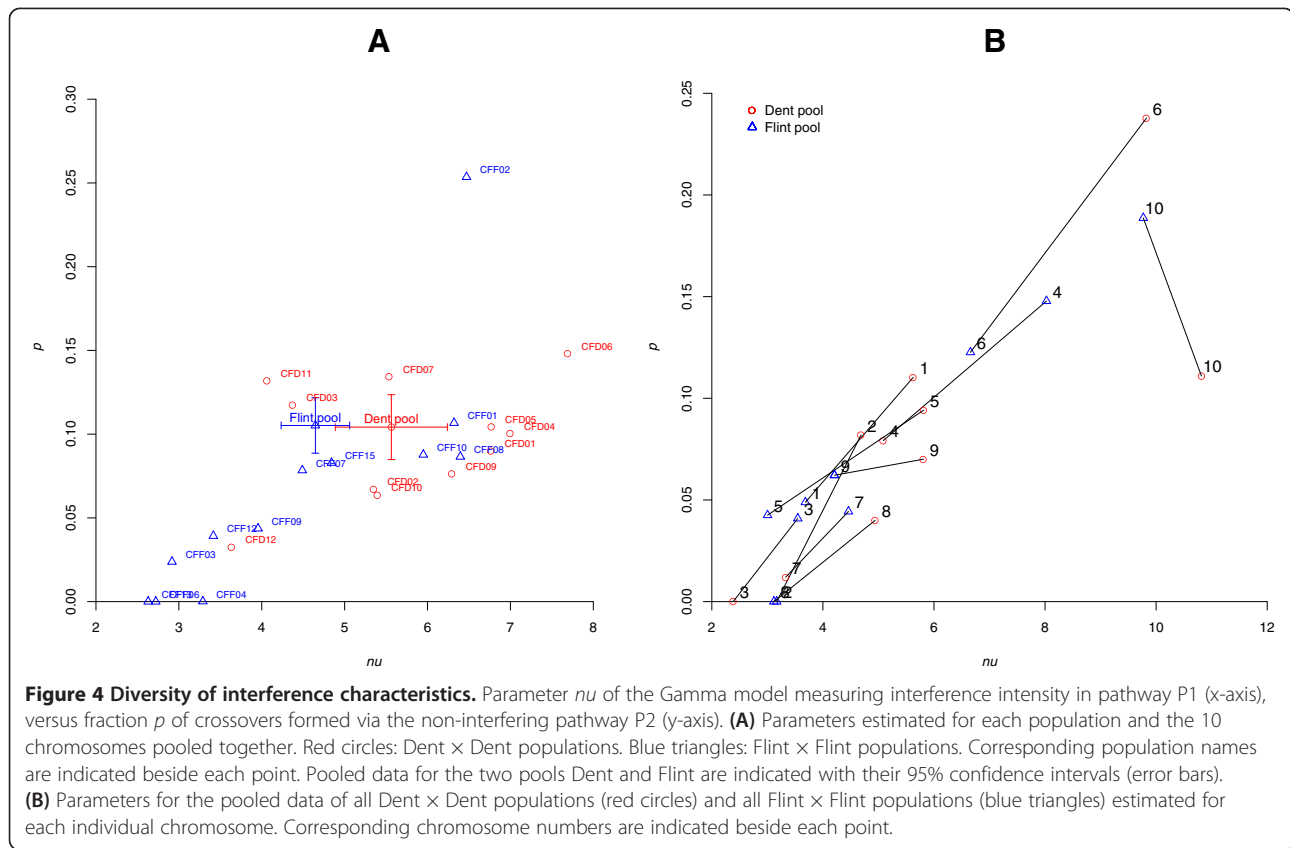 A
0.30
0.25
0.20
0.15
0.10
0.05
0.00
p
2 3 4 5 6 7 8
nu
CFF02
CFD06
CFD11
CFD07
CFD03
Flint pool
Dent pool
CFF01
CFD05
CFD04
CFD01
CFF10
CFF08
CFF15
CFF07
CFD09
CFD02
CFD10
CFF09
CFF12
CFD12
CFF03
CFF06
CFF04
B
0.25
0.20
0.15
0.10
0.05
0.00
p
2 4 6 8 10 12
nu
Dent pool
Flint pool
6
10
4
6
1
10
5
2
4
9
9
1
5
3
7
8
7
3
2
Figure 4 Diversity of interference characteristics. Parameter nu of the Gamma model measuring interference intensity in pathway P1 (x-axis),
versus fraction p of crossovers formed via the non-interfering pathway P2 (y-axis). (A) Parameters estimated for each population and the 10
chromosomes pooled together. Red circles: Dent × Dent populations. Blue triangles: Flint × Flint populations. Corresponding population names
are indicated beside each point. Pooled data for the two pools Dent and Flint are indicated with their 95% confidence intervals (error bars).
(B) Parameters for the pooled data of all Dent × Dent populations (red circles) and all Flint × Flint populations (blue triangles) estimated for
each individual chromosome. Corresponding chromosome numbers are indicated beside each point.